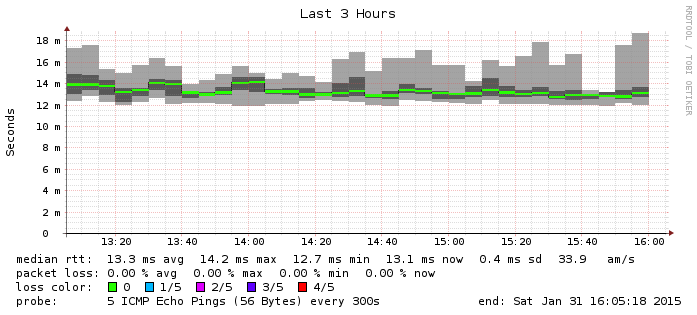 Last 3 Hours
RRDTOOL / TOBI OETIKER
Seconds
18 m
16 m
14 m
12 m
10 m
8 m
6 m
4 m
2 m
0
13:20 13:40 14:00 14:20 14:40 15:00 15:20 15:40 16:00
median rtt: 13.3 ms avg 14.2 ms max 12.7 ms min 13.1 ms now 0.4 ms sd 33.9 am/s
packet loss: 0.00 % avg 0.00 % max 0.00 % min 0.00 % now
loss color: 0 1/5 2/5 3/5 4/5
probe: 5 ICMP Echo Pings (56 Bytes) every 300s end: Sat Jan 31 16:05:18 2015